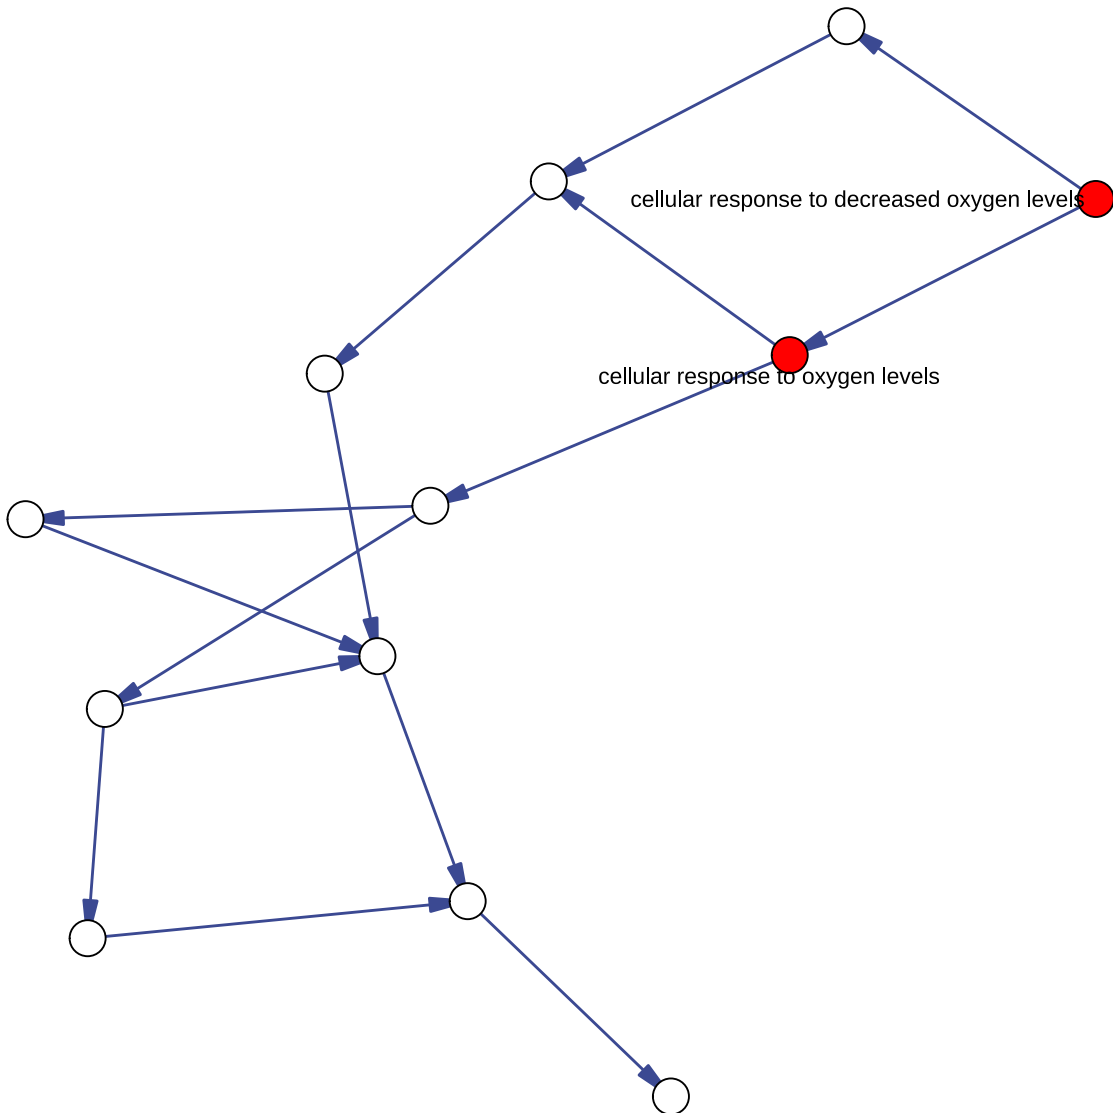 cellular response to decreased oxygen levels
cellular response to oxygen levels